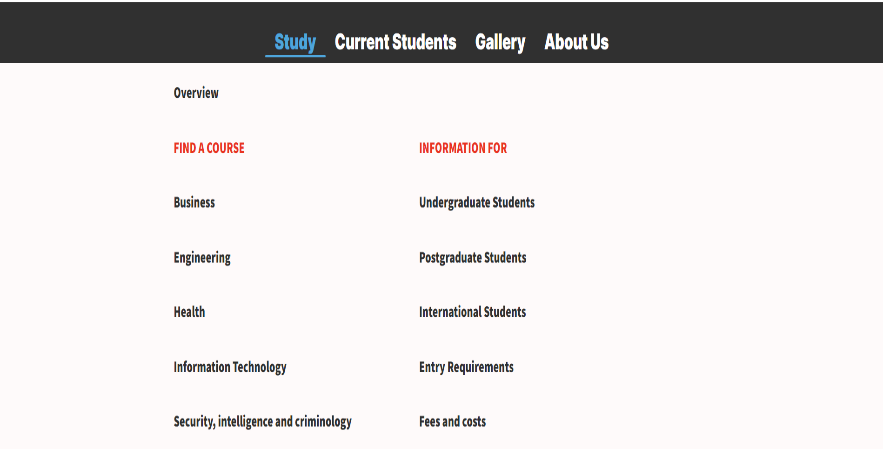 Study Current Students Gallery About Us
Overview
FIND A COURSE
Business
Engineering
Health
Information Technology
Security, intelligence and criminology
INFORMATION FOR
Undergraduate Students
Postgraduate Students
International Students
Entry Requirements
Fees and costs